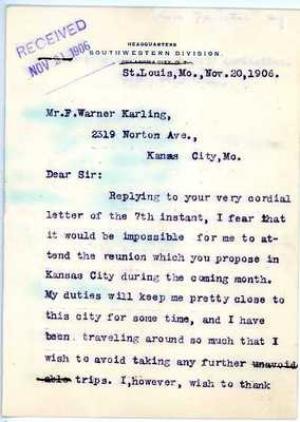 RECEIVED
NOV 21 1906
HEADQUARTERS
SOUTHWESTERN DIVISION
St.Louis,Mo.,Nov.20,1906.
Mr.F.Warner Karling,
2319 Norton Ave.,
Kansas City,Mo.
Dear Sir:
Replying to your very cordial
letter of the 7th instant, I fear that
it would be impossible for me to at-
tend the reunion which you propose in
Kansas City during the coming month.
My duties will keep me pretty close to
this city for some time, and I have
been traveling around so much that I
wish to avoid taking any further unavoid
able trips. I,however, wish to thank